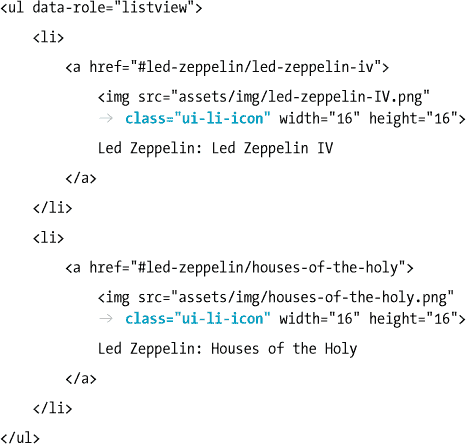 <ul data-role="listview">
<li>
<a href="#led-zeppelin/led-zeppelin-iv">
<img src="assets/img/led-zeppelin-IV.png"
→ class="ui-li-icon" width="16" height="16">
Led Zeppelin: Led Zeppelin IV
</a>
</li>
<li>
<a href="#led-zeppelin/houses-of-the-holy">
<img src="assets/img/houses-of-the-holy.png"
→ class="ui-li-icon" width="16" height="16">
Led Zeppelin: Houses of the Holy
</a>
</li>
</ul>